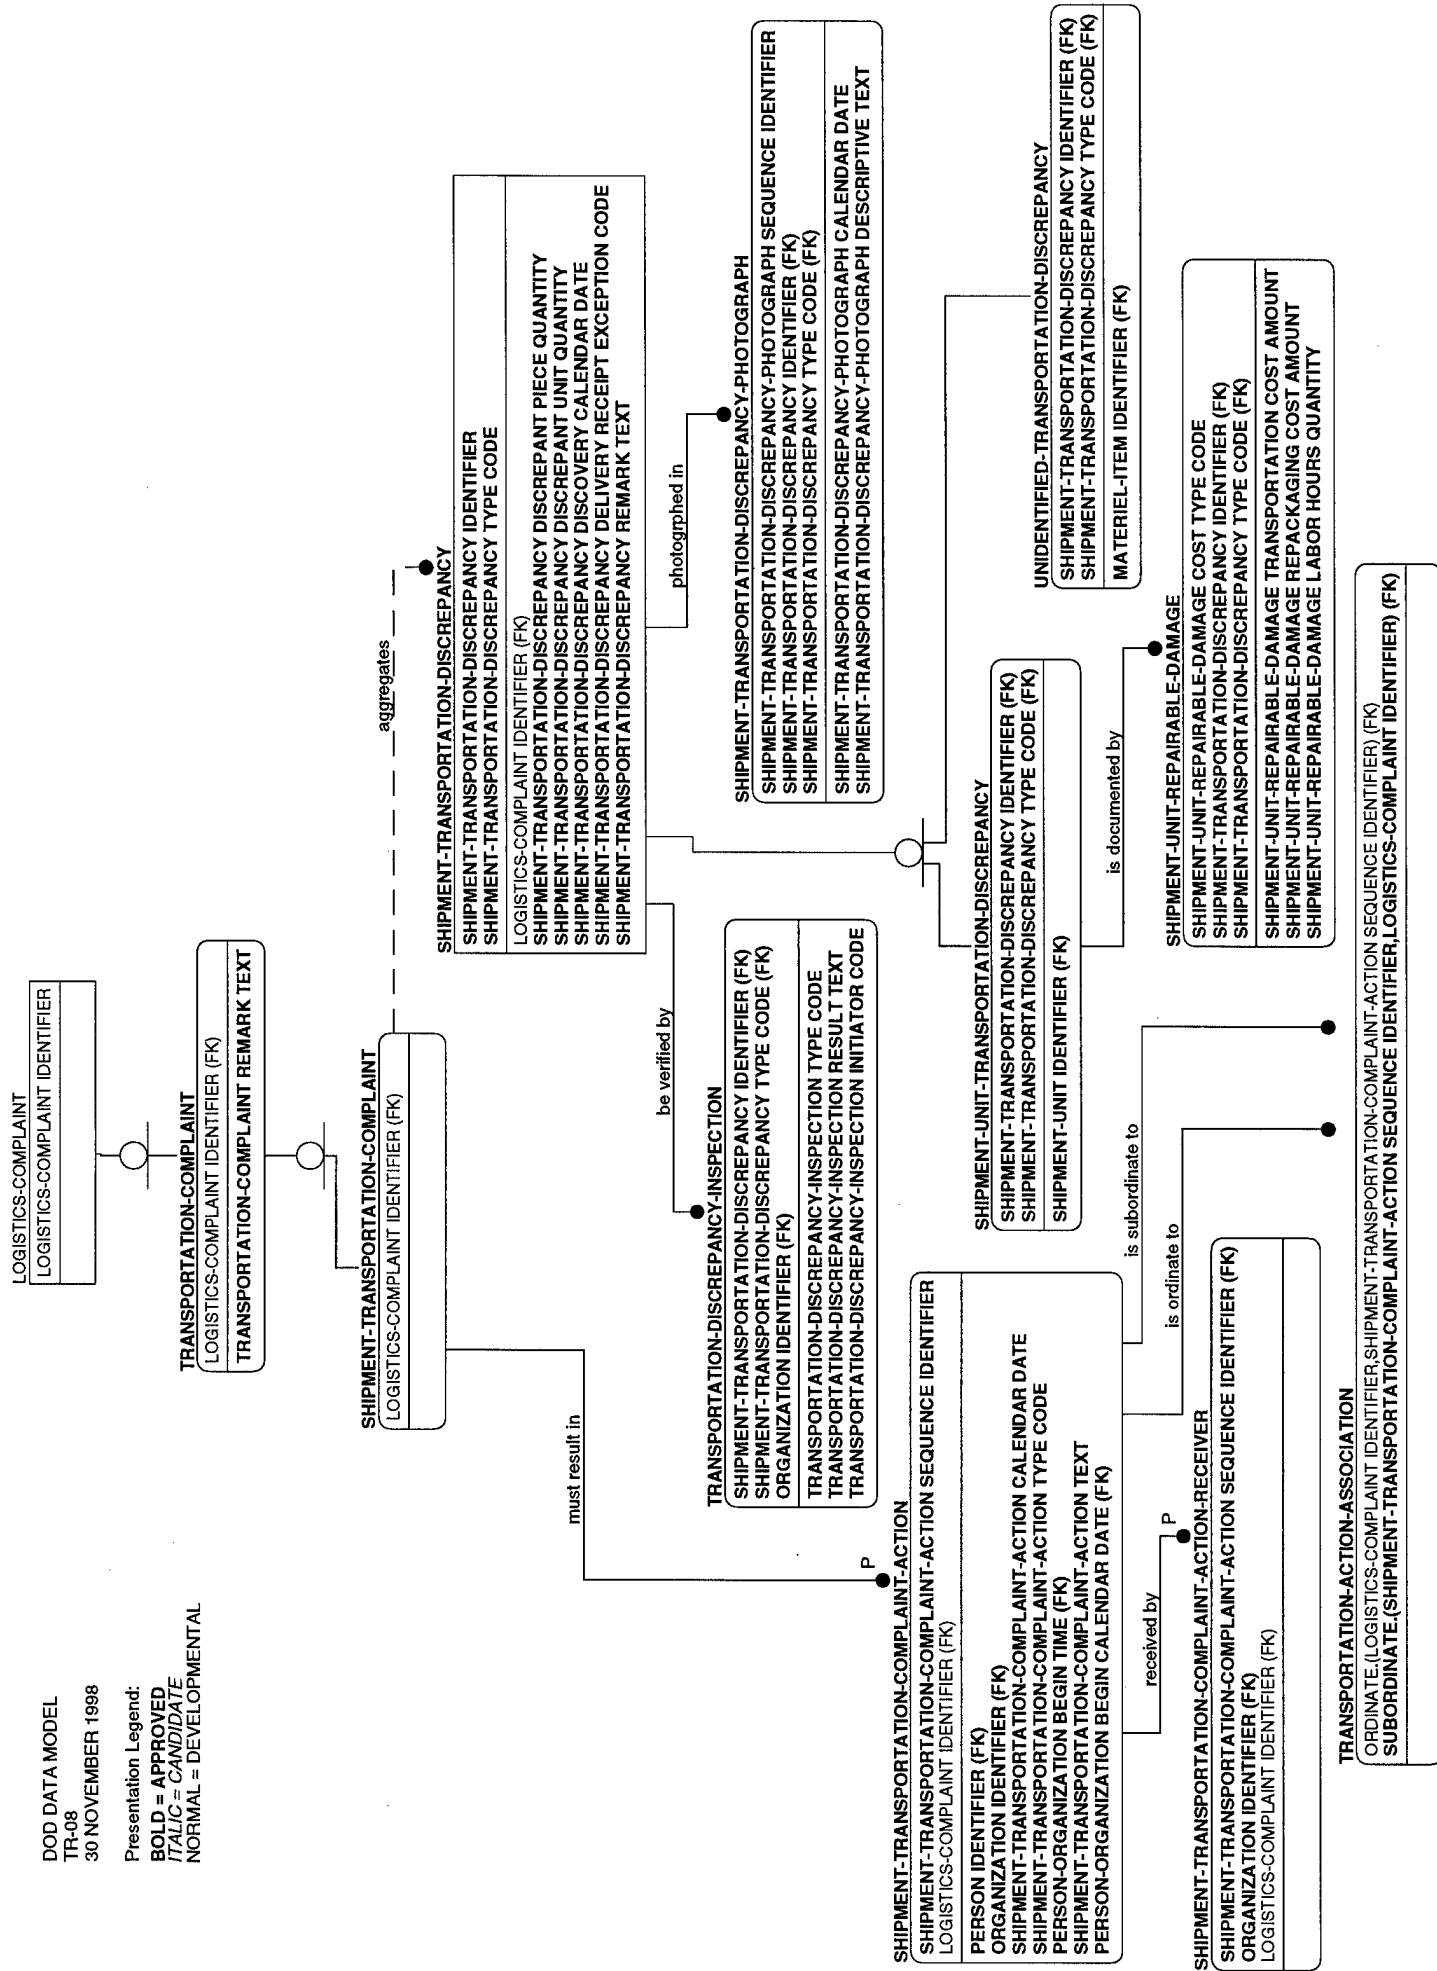 DOD DATA MODEL
TR-08
30 NOVEMBER 1998
Presentation Legend:
BOLD = APPROVED
ITALIC = CANDIDATE
NORMAL = DEVELOPMENTAL
LOGISTICS-COMPLAINT
LOGISTICS-COMPLAINT IDENTIFIER
TRANSPORTATION-COMPLAINT
LOGISTICS-COMPLAINT IDENTIFIER (FK)
TRANSPORTATION-COMPLAINT REMARK TEXT
SHIPMENT-TRANSPORTATION-COMPLAINT
LOGISTICS-COMPLAINT IDENTIFIER (FK)
aggregates
SHIPMENT-TRANSPORTATION-DISCREPANCY
SHIPMENT-TRANSPORTATION-DISCREPANCY IDENTIFIER
SHIPMENT-TRANSPORTATION-DISCREPANCY TYPE CODE
LOGISTICS-COMPLAINT IDENTIFIER (FK)
SHIPMENT-TRANSPORTATION-DISCREPANCY DISCREPANT PIECE QUANTITY
SHIPMENT-TRANSPORTATION-DISCREPANCY DISCREPANT UNIT QUANTITY
SHIPMENT-TRANSPORTATION-DISCREPANCY DISCOVERY CALENDAR DATE
SHIPMENT-TRANSPORTATION-DISCREPANCY DELIVERY RECEIPT EXCEPTION CODE
SHIPMENT-TRANSPORTATION-DISCREPANCY REMARK TEXT
must result in
P
be verified by
photogrphed in
TRANSPORTATION-DISCREPANCY-INSPECTION
SHIPMENT-TRANSPORTATION-DISCREPANCY IDENTIFIER (FK)
SHIPMENT-TRANSPORTATION-DISCREPANCY TYPE CODE (FK)
ORGANIZATION IDENTIFIER (FK)
TRANSPORTATION-DISCREPANCY-INSPECTION TYPE CODE
TRANSPORTATION-DISCREPANCY-INSPECTION RESULT TEXT
TRANSPORTATION-DISCREPANCY-INSPECTION INITIATOR CODE
SHIPMENT-TRANSPORTATION-DISCREPANCY-PHOTOGRAPH
SHIPMENT-TRANSPORTATION-DISCREPANCY-PHOTOGRAPH SEQUENCE IDENTIFIER
SHIPMENT-TRANSPORTATION-DISCREPANCY IDENTIFIER (FK)
SHIPMENT-TRANSPORTATION-DISCREPANCY TYPE CODE (FK)
SHIPMENT-TRANSPORTATION-DISCREPANCY-PHOTOGRAPH CALENDAR DATE
SHIPMENT-TRANSPORTATION-DISCREPANCY-PHOTOGRAPH DESCRIPTIVE TEXT
SHIPMENT-TRANSPORTATION-COMPLAINT-ACTION
SHIPMENT-TRANSPORTATION-COMPLAINT-ACTION SEQUENCE IDENTIFIER
LOGISTICS-COMPLAINT IDENTIFIER (FK)
PERSON IDENTIFIER (FK)
ORGANIZATION IDENTIFIER (FK)
SHIPMENT-TRANSPORTATION-COMPLAINT-ACTION CALENDAR DATE
SHIPMENT-TRANSPORTATION-COMPLAINT-ACTION TYPE CODE
PERSON-ORGANIZATION BEGIN TIME (FK)
SHIPMENT-TRANSPORTATION-COMPLAINT-ACTION TEXT
PERSON-ORGANIZATION BEGIN CALENDAR DATE (FK)
SHIPMENT-UNIT-TRANSPORTATION-DISCREPANCY
SHIPMENT-TRANSPORTATION-DISCREPANCY IDENTIFIER (FK)
SHIPMENT-TRANSPORTATION-DISCREPANCY TYPE CODE (FK)
SHIPMENT-UNIT IDENTIFIER (FK)
UNIDENTIFIED-TRANSPORTATION-DISCREPANCY
SHIPMENT-TRANSPORTATION-DISCREPANCY IDENTIFIER (FK)
SHIPMENT-TRANSPORTATION-DISCREPANCY TYPE CODE (FK)
MATERIEL-ITEM IDENTIFIER (FK)
received by
P
is ordinate to
is subordinate to
is documented by
SHIPMENT-TRANSPORTATION-COMPLAINT-ACTION-RECEIVER
SHIPMENT-TRANSPORTATION-COMPLAINT-ACTION SEQUENCE IDENTIFIER (FK)
ORGANIZATION IDENTIFIER (FK)
LOGISTICS-COMPLAINT IDENTIFIER (FK)
SHIPMENT-UNIT-REPAIRABLE-DAMAGE
SHIPMENT-UNIT-REPAIRABLE-DAMAGE COST TYPE CODE
SHIPMENT-TRANSPORTATION-DISCREPANCY IDENTIFIER (FK)
SHIPMENT-TRANSPORTATION-DISCREPANCY TYPE CODE (FK)
SHIPMENT-UNIT-REPAIRABLE-DAMAGE TRANSPORTATION COST AMOUNT
SHIPMENT-UNIT-REPAIRABLE-DAMAGE REPACKAGING COST AMOUNT
SHIPMENT-UNIT-REPAIRABLE-DAMAGE LABOR HOURS QUANTITY
TRANSPORTATION-ACTION-ASSOCIATION
ORDINATE.(LOGISTICS-COMPLAINT IDENTIFIER,SHIPMENT-TRANSPORTATION-COMPLAINT-ACTION SEQUENCE IDENTIFIER) (FK)
SUBORDINATE.(SHIPMENT-TRANSPORTATION-COMPLAINT-ACTION SEQUENCE IDENTIFIER,LOGISTICS-COMPLAINT IDENTIFIER) (FK)